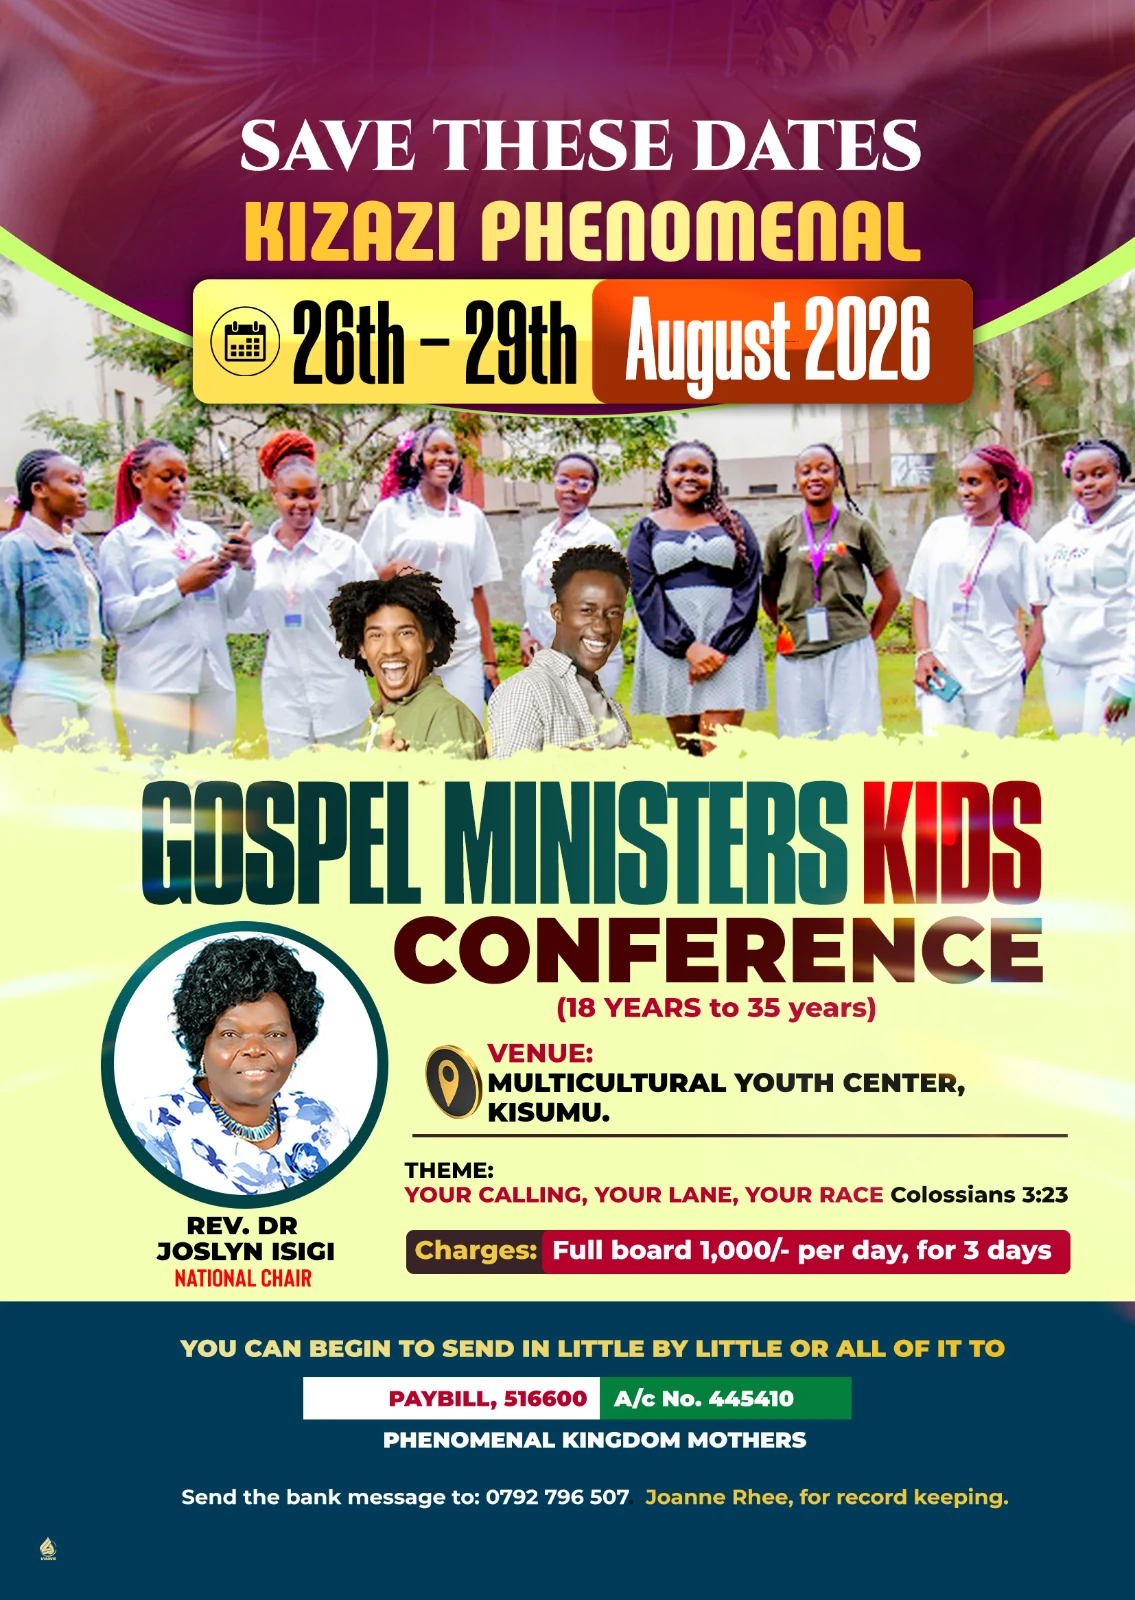 SAVE THESE DATES
KIZAZI PHENOMENAL
26th – 29th August 2026
GOSPEL MINISTERS KIDS
CONFERENCE
(18 YEARS to 35 years)
VENUE:
MULTICULTURAL YOUTH CENTER,
KISUMU.
THEME:
YOUR CALLING, YOUR LANE, YOUR RACE Colossians 3:23
Charges: Full board 1,000/- per day, for 3 days
REV. DR
JOSLYN ISIGI
NATIONAL CHAIR
YOU CAN BEGIN TO SEND IN LITTLE BY LITTLE OR ALL OF IT TO
PAYBILL, 516600 A/c No. 445410
PHENOMENAL KINGDOM MOTHERS
Send the bank message to: 0792 796 507. Joanne Rhee, for record keeping.